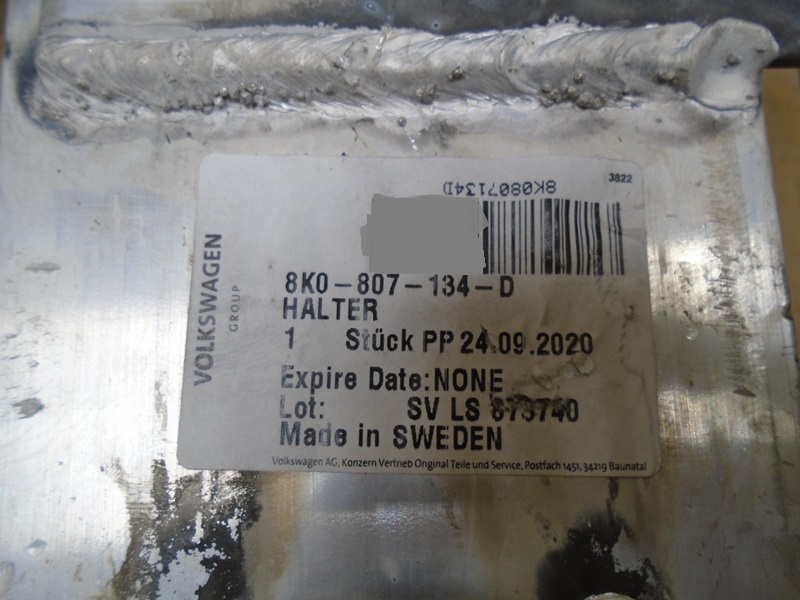 3822
8K0807134D
VOLKSWAGEN
GROUP
8K0-807-134-D
HALTER
1 Stück PP 24.09.2020
Expire Date:NONE
Lot: SV LS 873740
Made in SWEDEN
Volkswagen AG, Konzern Vertrieb Original Teile und Service, Postfach 1451, 34219 Baunatal